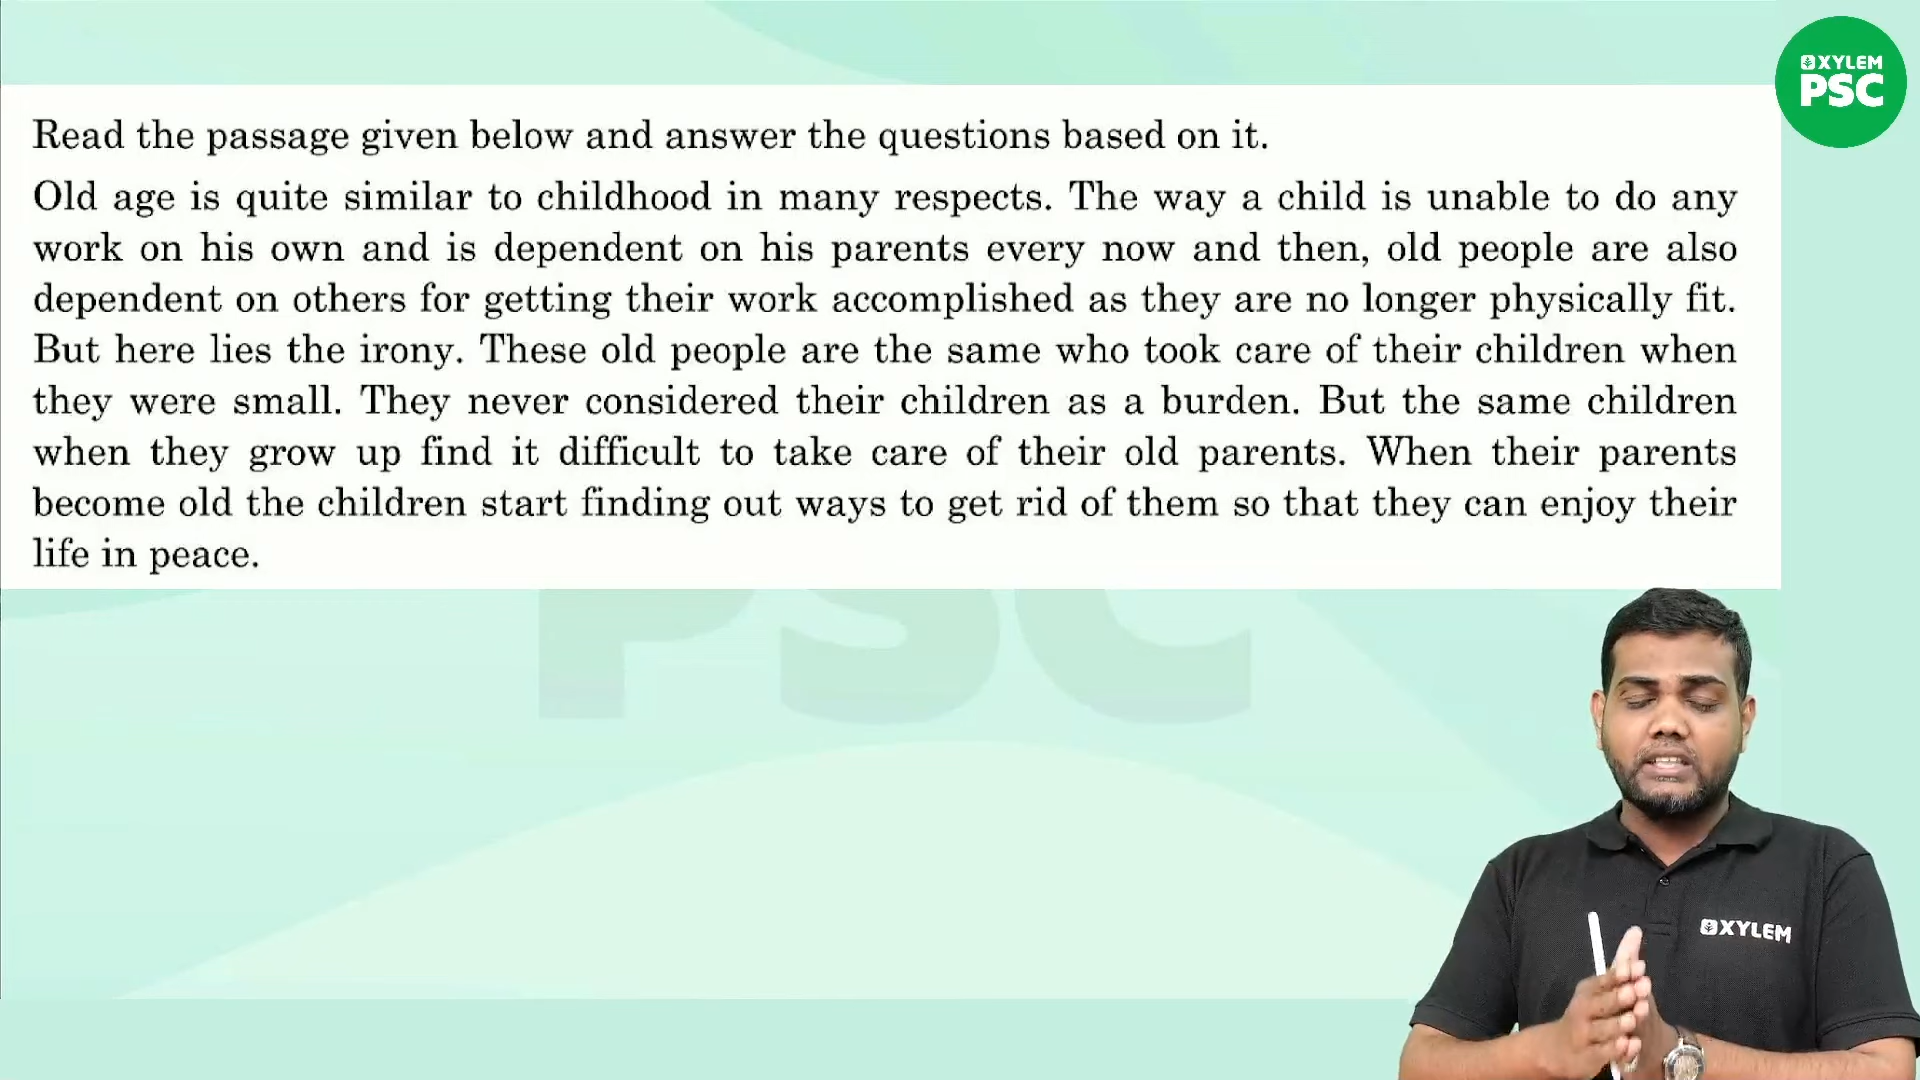 XYLEM
PSC
Read the passage given below and answer the questions based on it.
Old age is quite similar to childhood in many respects. The way a child is unable to do any
work on his own and is dependent on his parents every now and then, old people are also
dependent on others for getting their work accomplished as they are no longer physically fit.
But here lies the irony. These old people are the same who took care of their children when
they were small. They never considered their children as a burden. But the same children
when they grow up find it difficult to take care of their old parents. When their parents
become old the children start finding out ways to get rid of them so that they can enjoy their
life in peace.
PSC
XYLEM